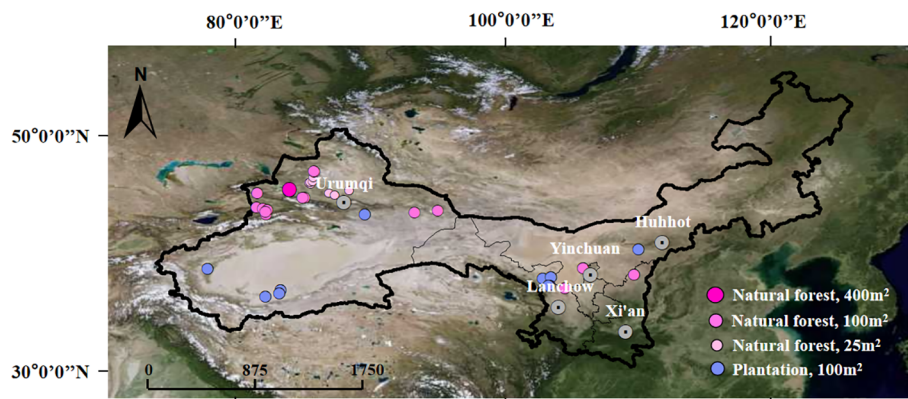 80°0'0"E 100°0'0"E 120°0'0"E
N
50°0'0"N
Urumqi
Huhhot
Yinchuan
Lanchow
Xi'an
Natural forest, 400m²
Natural forest, 100m²
Natural forest, 25m²
Plantation, 100m²
0 875 1750
30°0'0"N